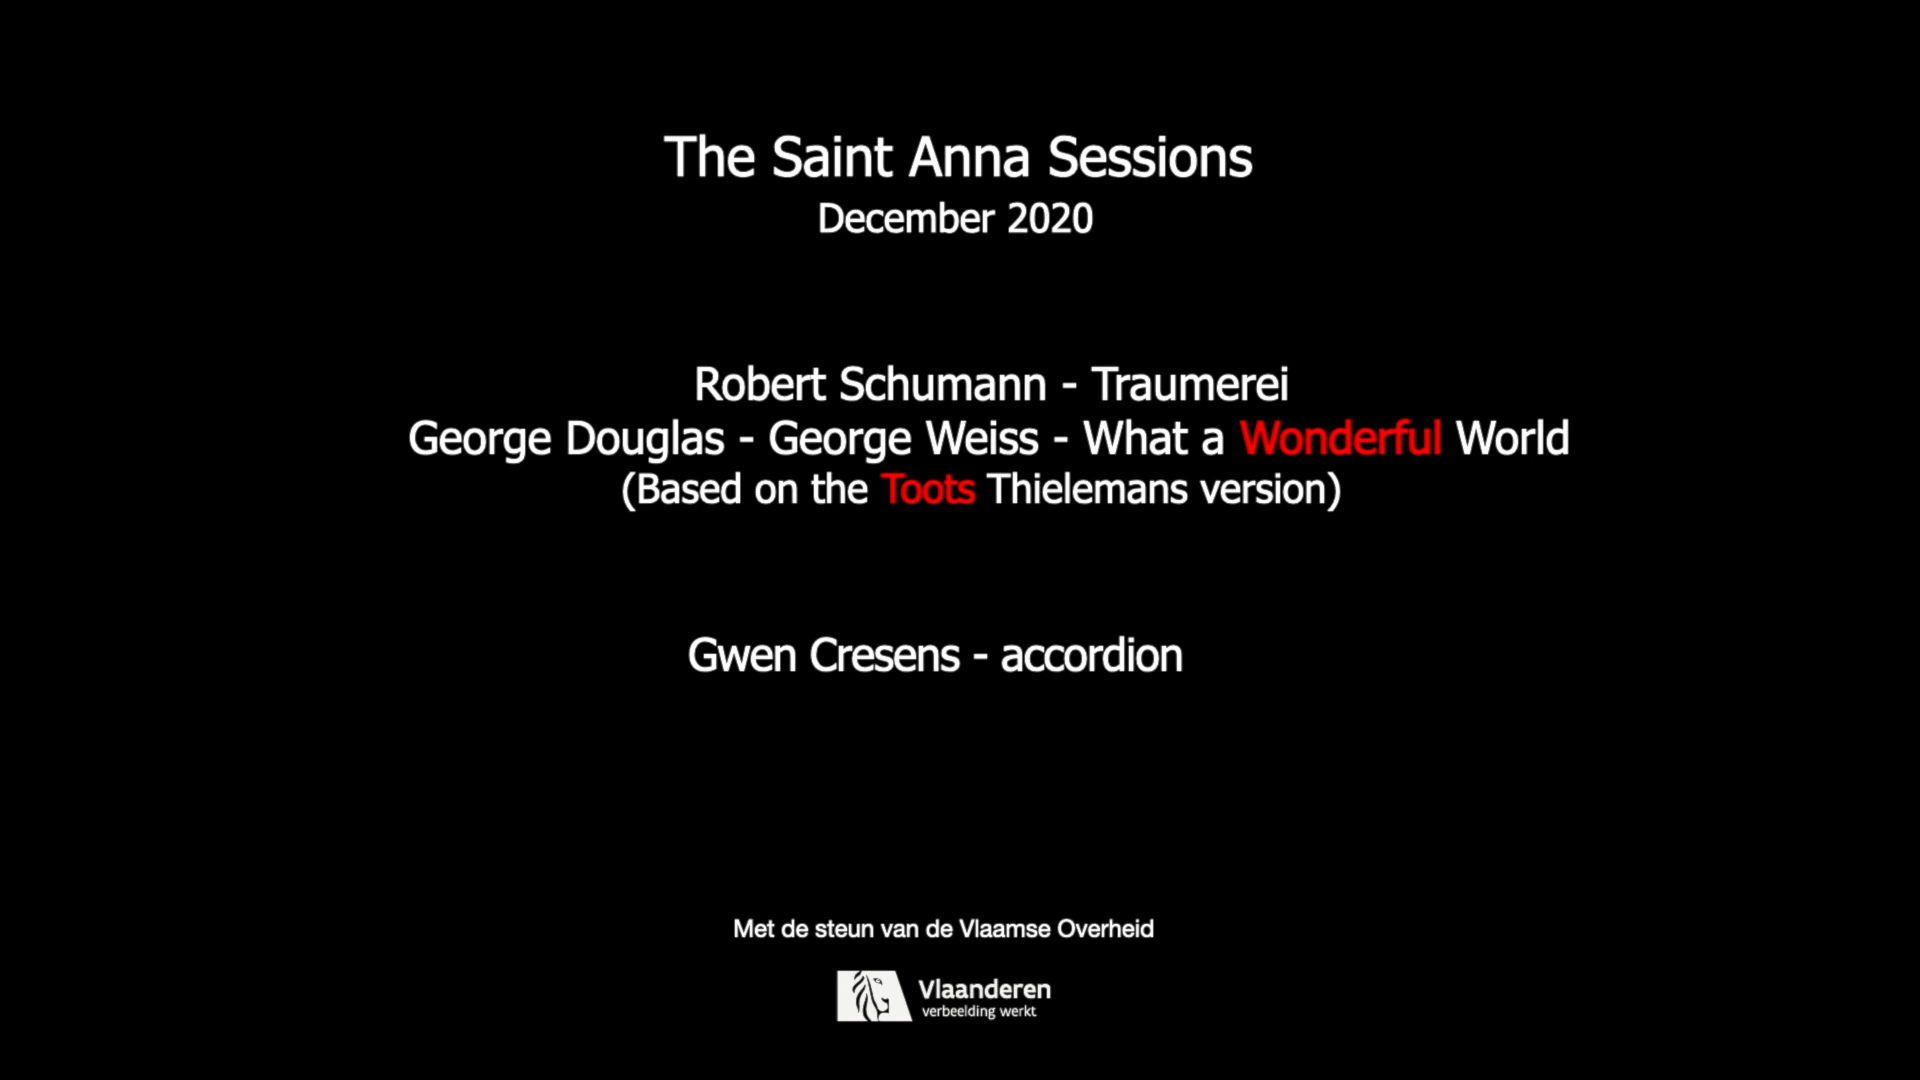 The Saint Anna Sessions
December 2020
Robert Schumann - Traumerei
George Douglas - George Weiss - What a Wonderful World
(Based on the Toots Thielemans version)
Gwen Cresens - accordion
Met de steun van de Vlaamse Overheid
Vlaanderen
verbeelding werkt